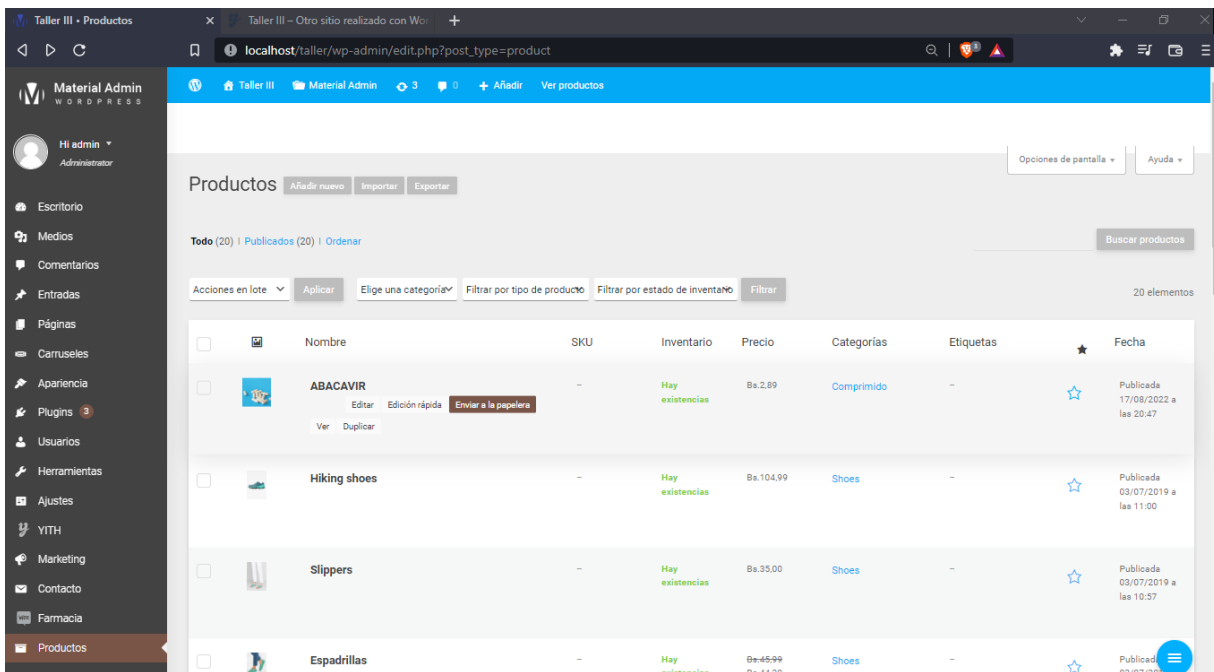 Taller III • Productos
Taller III – Otro sitio realizado con Wor
localhost/taller/wp-admin/edit.php?post_type=product
Material Admin
WORDPRESS
Taller III Material Admin 3 0 + Añadir Ver productos
Hi admin
Administrator
Opciones de pantalla
Ayuda
Productos Añadir nuevo Importar Exportar
Escritorio
Medios
Comentarios
Entradas
Páginas
Carruseles
Apariencia
Plugins 3
Usuarios
Herramientas
Ajustes
YITH
Marketing
Contacto
Farmacia
Productos
Todo (20) | Publicados (20) | Ordenar
Buscar productos
Acciones en lote Aplicar Elige una categoría Filtrar por tipo de producto Filtrar por estado de inventario Filtrar
20 elementos
Nombre SKU Inventario Precio Categorías Etiquetas Fecha
ABACAVIR – Hay existencias Bs.2,89 Comprimido – Publicada 17/08/2022 a las 20:47
Editar Edición rápida Enviar a la papelera
Ver Duplicar
Hiking shoes – Hay existencias Bs.104,99 Shoes – Publicada 03/07/2019 a las 11:00
Slippers – Hay existencias Bs.35,00 Shoes – Publicada 03/07/2019 a las 10:57
Espadrillas – Hay Bs.45,99 Shoes –